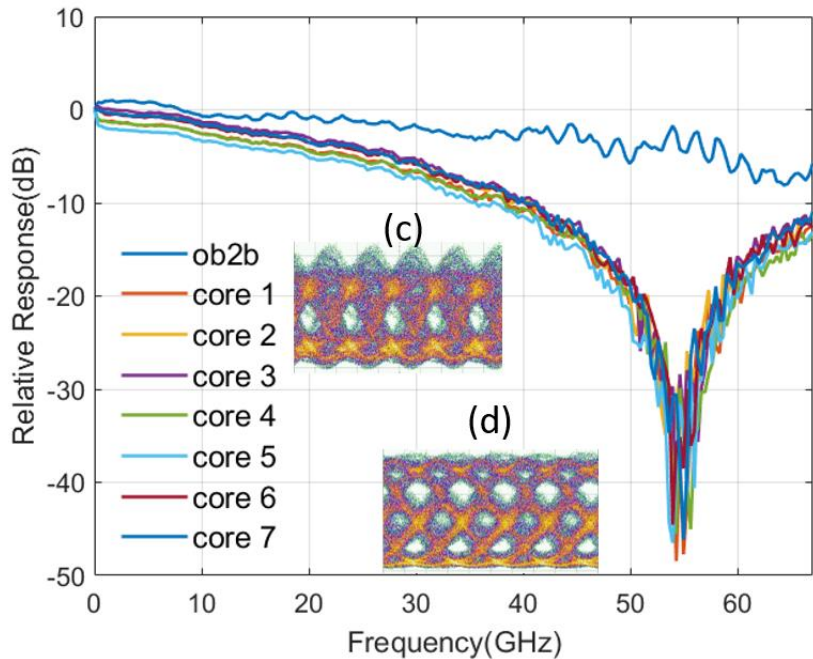 10
0
-10
-20
-30
-40
-50
Relative Response(dB)
0 10 20 30 40 50 60
Frequency(GHz)
ob2b
core 1
core 2
core 3
core 4
core 5
core 6
core 7
(c)
(d)